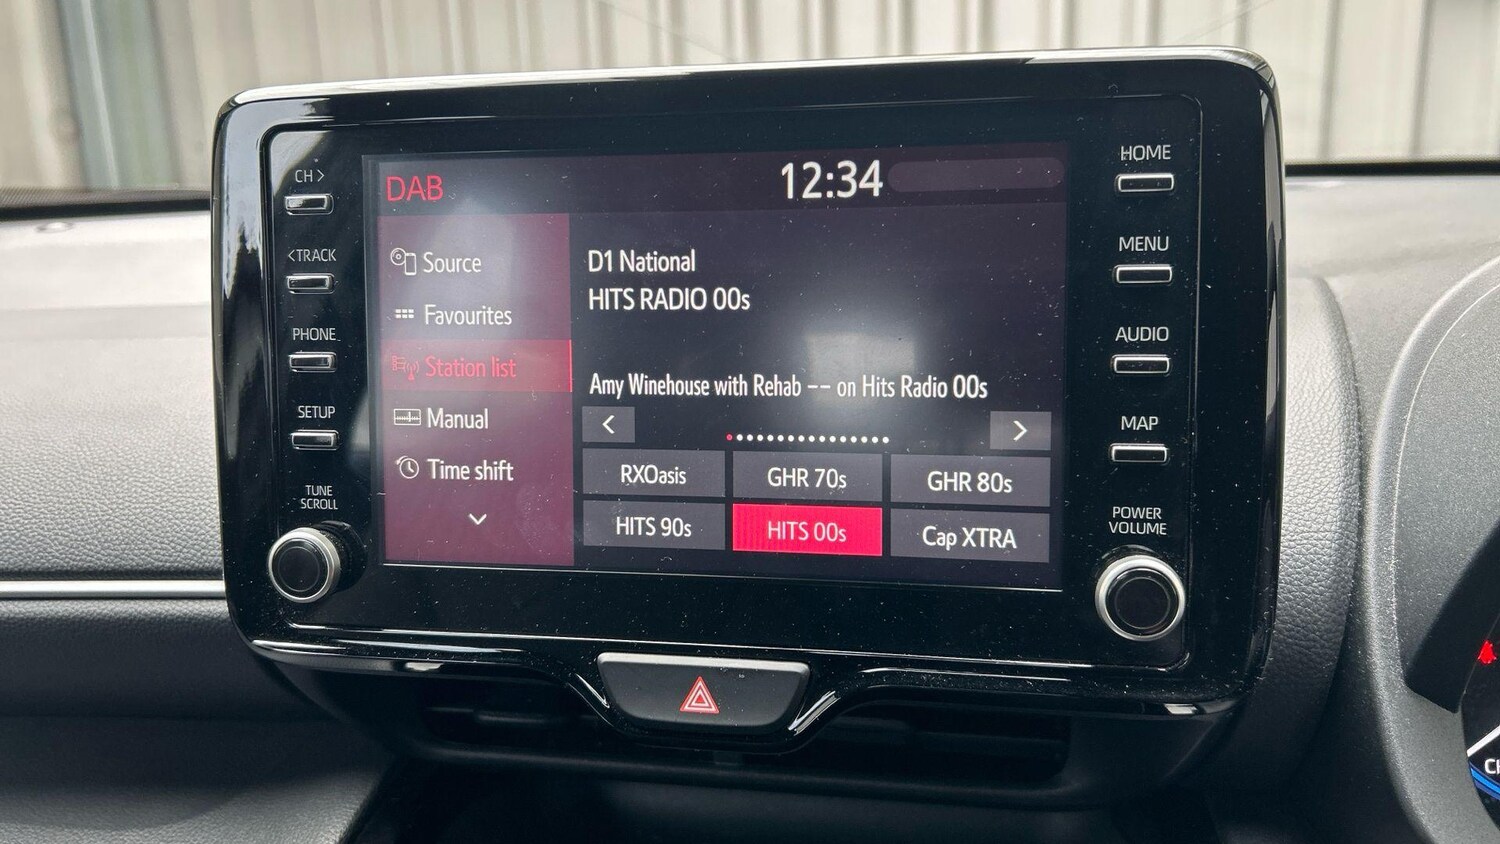 CH >
<TRACK
PHONE
SETUP
TUNE
SCROLL
DAB
12:34
Source
Favourites
Station list
Manual
Time shift
D1 National
HITS RADIO 00s
Amy Winehouse with Rehab -- on Hits Radio 00s
<
>
RXOasis
GHR 70s
GHR 80s
HITS 90s
HITS 00s
Cap XTRA
HOME
MENU
AUDIO
MAP
POWER
VOLUME